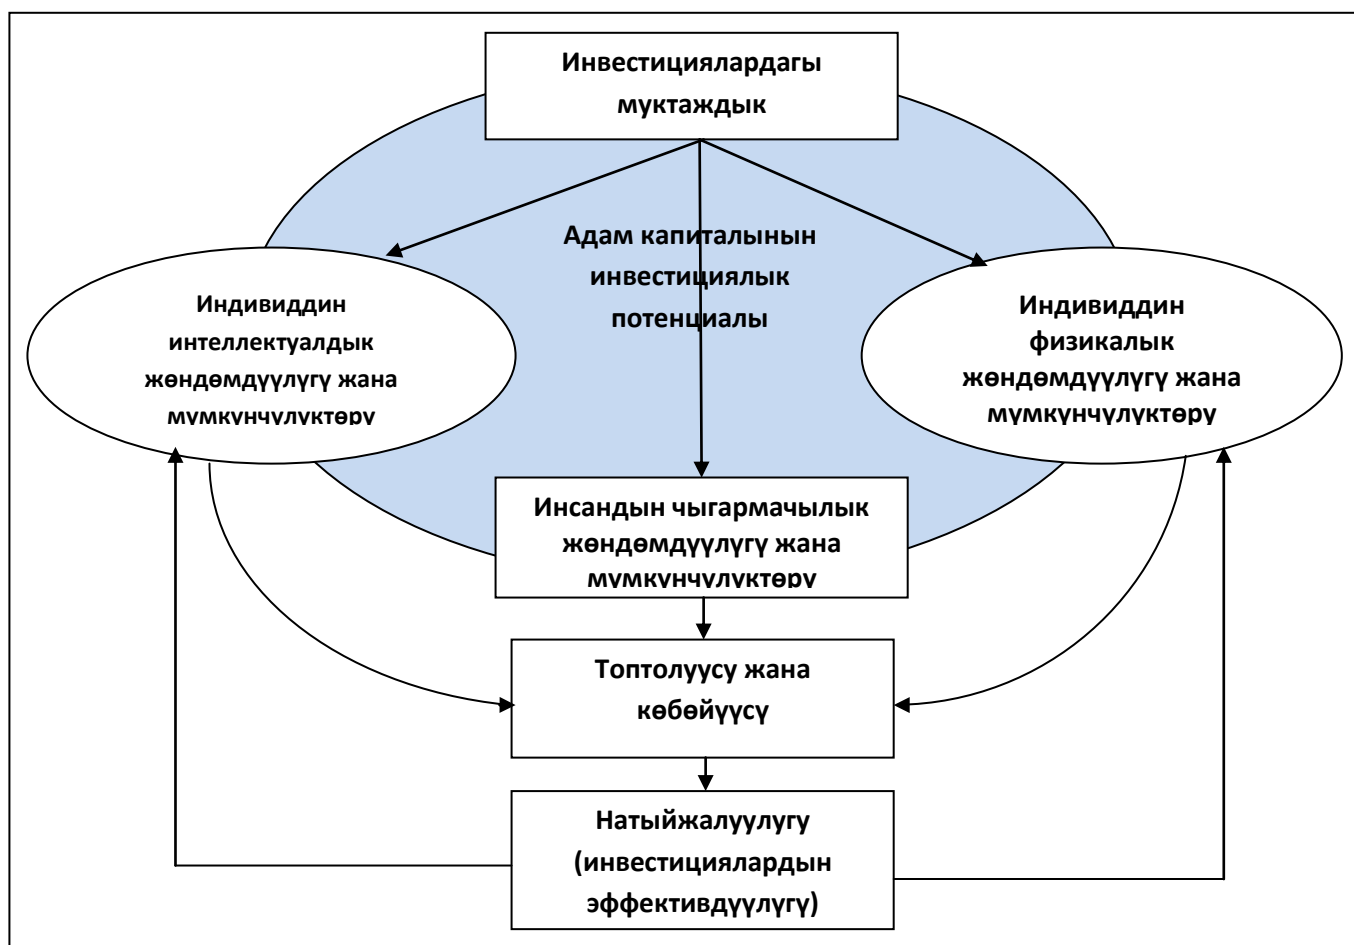 Инвестициялардагы
муктаждык
Адам капиталынын
инвестициялык
потенциалы
Индивиддин
интеллектуалдык
жөндөмдүүлүгү жана
мүмкүнчүлүктөрү
Индивиддин
физикалык
жөндөмдүүлүгү жана
мүмкүнчүлүктөрү
Инсандын чыгармачылык
жөндөмдүүлүгү жана
мүмкүнчүлүктөрү
Топтолуусу жана
көбөйүүсү
Натыйжалуулугу
(инвестициялардын
эффективдүүлүгү)